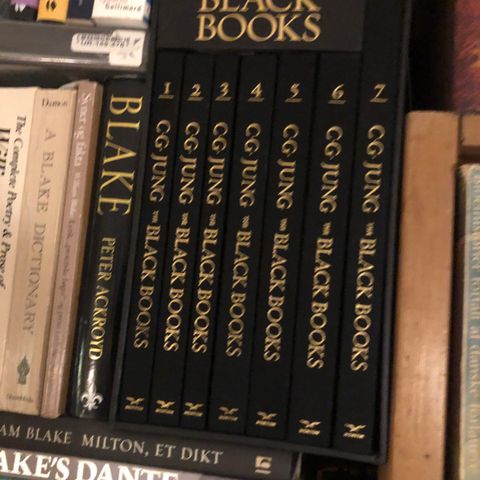 Gallimard
BLACK
BOOKS
Damon
A BLAKE DICTIONARY
The Complete Poetry & Prose of
BLAKE PETER ACKROYD
1 C.G. JUNG THE BLACK BOOKS
2 C.G. JUNG THE BLACK BOOKS
3 C.G. JUNG THE BLACK BOOKS
4 C.G. JUNG THE BLACK BOOKS
5 C.G. JUNG THE BLACK BOOKS
6 C.G. JUNG THE BLACK BOOKS
7 C.G. JUNG THE BLACK BOOKS
AM BLAKE MILTON, ET DIKT
AKE'S DANTE